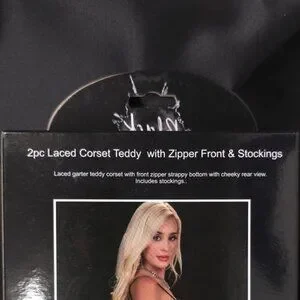 2pc Laced Corset Teddy with Zipper Front & Stockings
Laced garter teddy corset with front zipper strappy bottom with cheeky rear view.
Includes stockings..